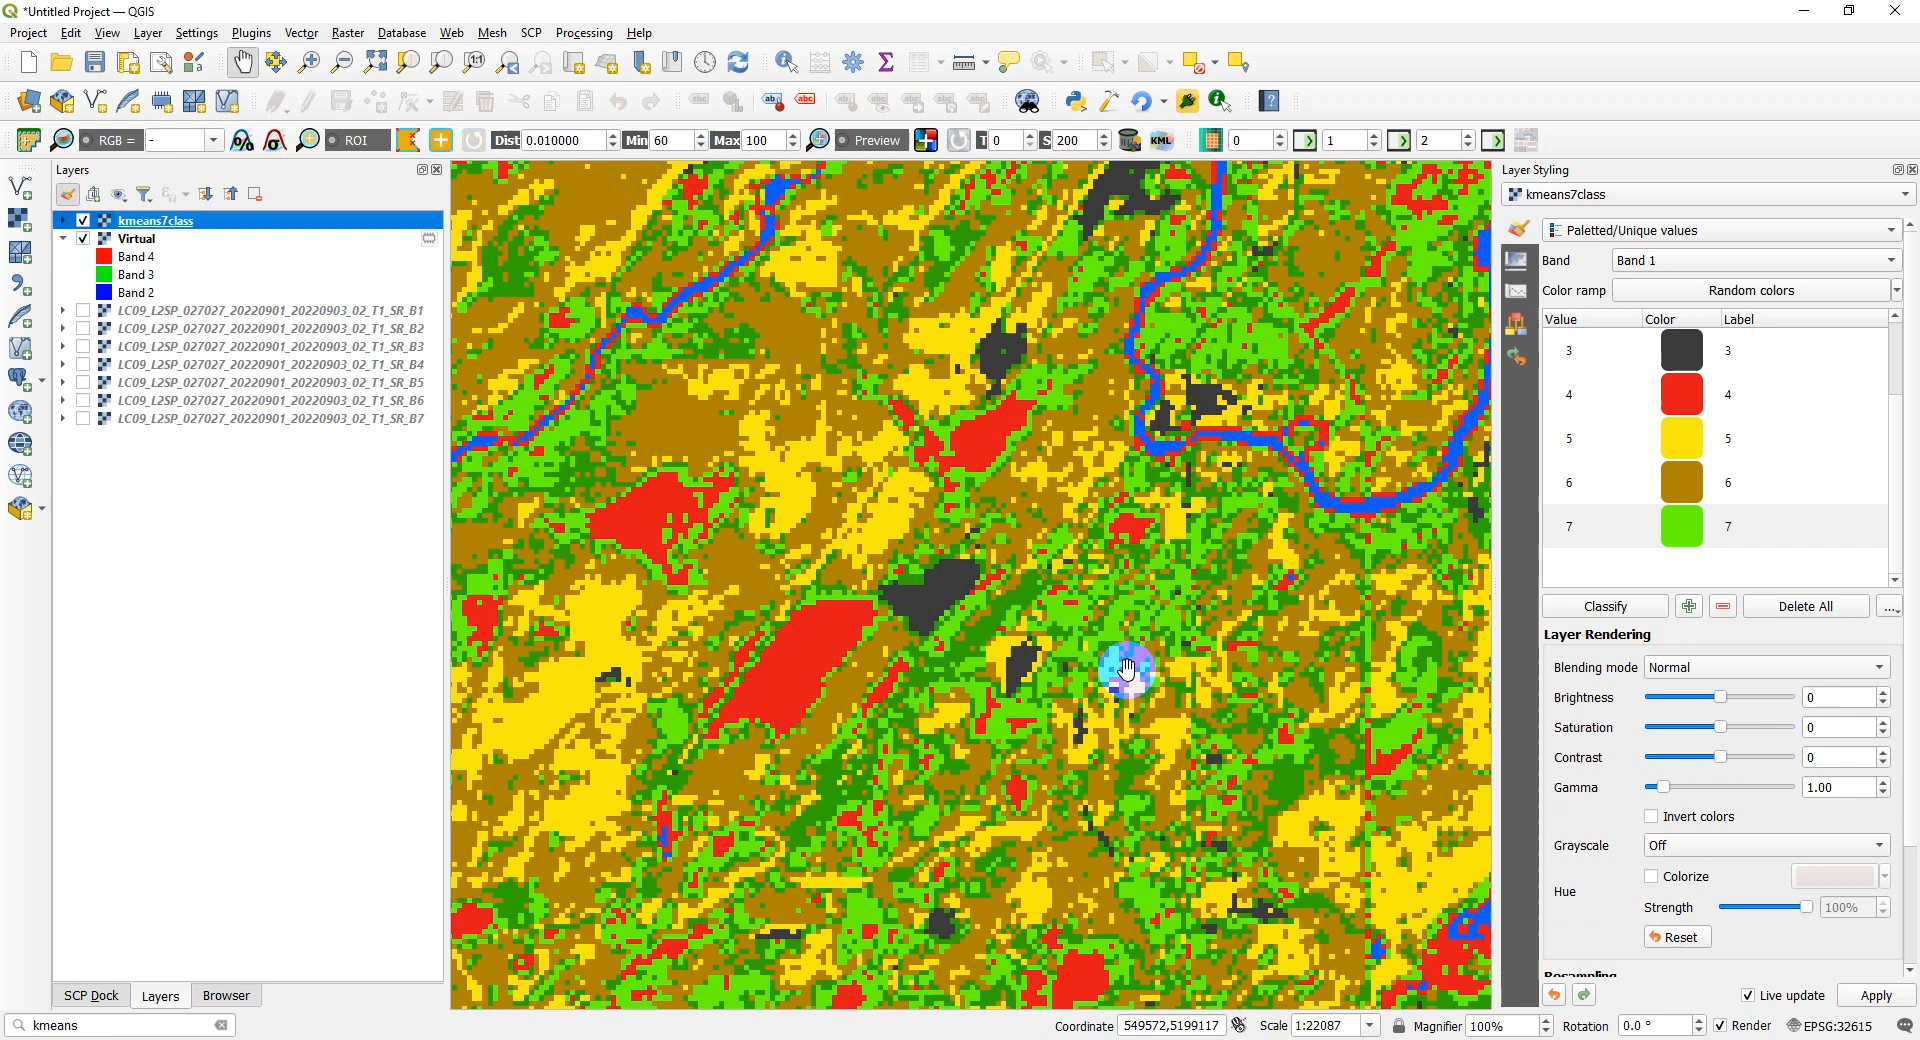 *Untitled Project — QGIS
Project Edit View Layer Settings Plugins Vector Raster Database Web Mesh SCP Processing Help
RGB = - ROI Dist 0.010000 Min 60 Max 100 Preview T 0 S 200 KML 0 1 2
Layers
kmeans7class
Virtual
Band 4
Band 3
Band 2
LC09_L2SP_027027_20220901_20220903_02_T1_SR_B1
LC09_L2SP_027027_20220901_20220903_02_T1_SR_B2
LC09_L2SP_027027_20220901_20220903_02_T1_SR_B3
LC09_L2SP_027027_20220901_20220903_02_T1_SR_B4
LC09_L2SP_027027_20220901_20220903_02_T1_SR_B5
LC09_L2SP_027027_20220901_20220903_02_T1_SR_B6
LC09_L2SP_027027_20220901_20220903_02_T1_SR_B7
SCP Dock Layers Browser
Layer Styling
kmeans7class
Paletted/Unique values
Band Band 1
Color ramp Random colors
Value Color Label
3 3
4 4
5 5
6 6
7 7
Classify Delete All ...
Layer Rendering
Blending mode Normal
Brightness 0
Saturation 0
Contrast 0
Gamma 1.00
Invert colors
Grayscale Off
Hue Colorize
Strength 100%
Reset
Resampling
Live update Apply
kmeans Coordinate 549572,5199117 Scale 1:22087 Magnifier 100% Rotation 0.0 ° Render EPSG:32615